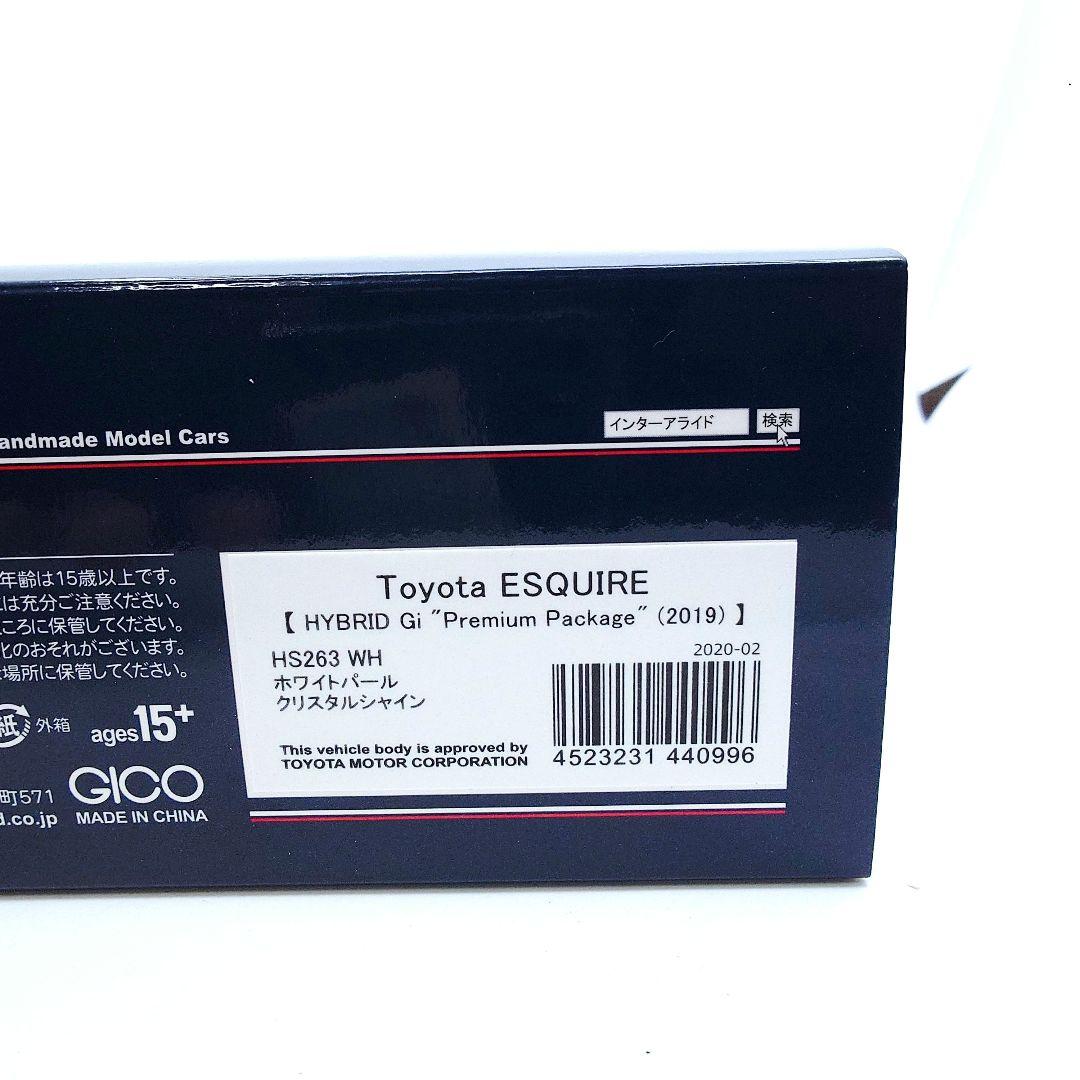 インターアライド 検索
andmade Model Cars
年齢は15歳以上です。
は充分ご注意ください。
ころに保管してください。
化のおそれがございます。
場所に保管してください。
紙 外箱
ages15+
町571
GICO
d.co.jp MADE IN CHINA
Toyota ESQUIRE
【 HYBRID Gi "Premium Package" (2019) 】
HS263 WH
2020-02
ホワイトパール
クリスタルシャイン
This vehicle body is approved by
TOYOTA MOTOR CORPORATION
4523231 440996